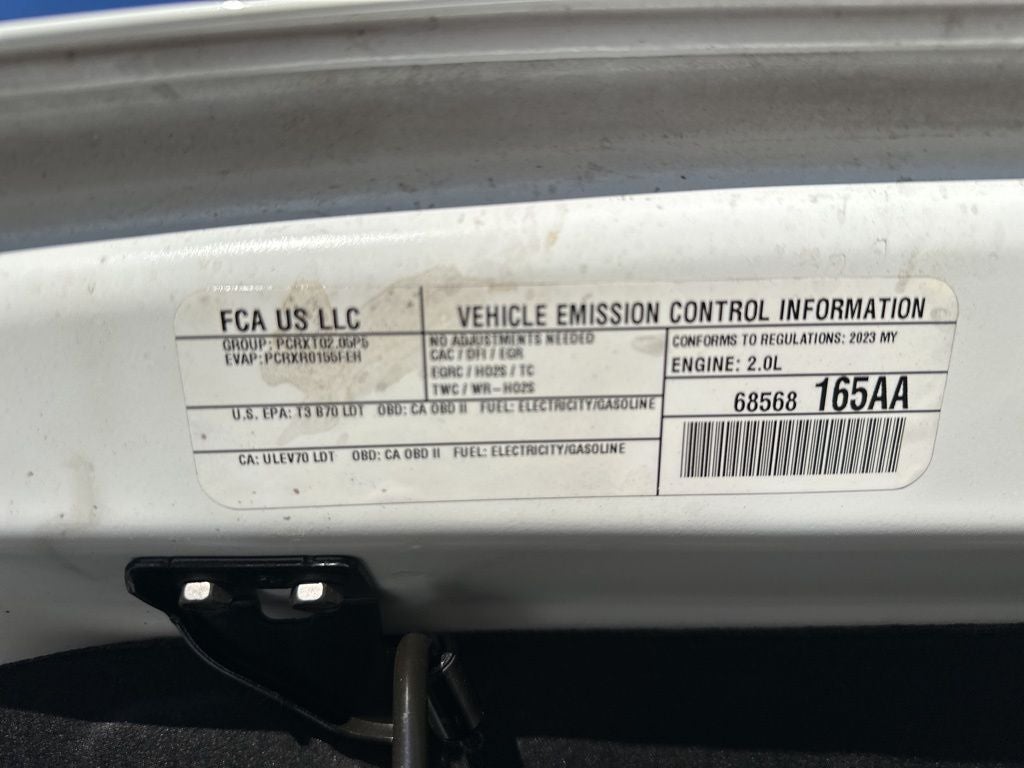 FCA US LLC
GROUP: PCRXT02.05P5
EVAP: PCRXR0155FEH
VEHICLE EMISSION CONTROL INFORMATION
NO ADJUSTMENTS NEEDED
CAC / DFI / EGR
EGRC / HO2S / TC
TWC / WR-HO2S
CONFORMS TO REGULATIONS: 2023 MY
ENGINE: 2.0L
68568 165AA
U.S. EPA: T3 B70 LDT OBD: CA OBD II FUEL: ELECTRICITY/GASOLINE
CA: ULEV70 LDT OBD: CA OBD II FUEL: ELECTRICITY/GASOLINE